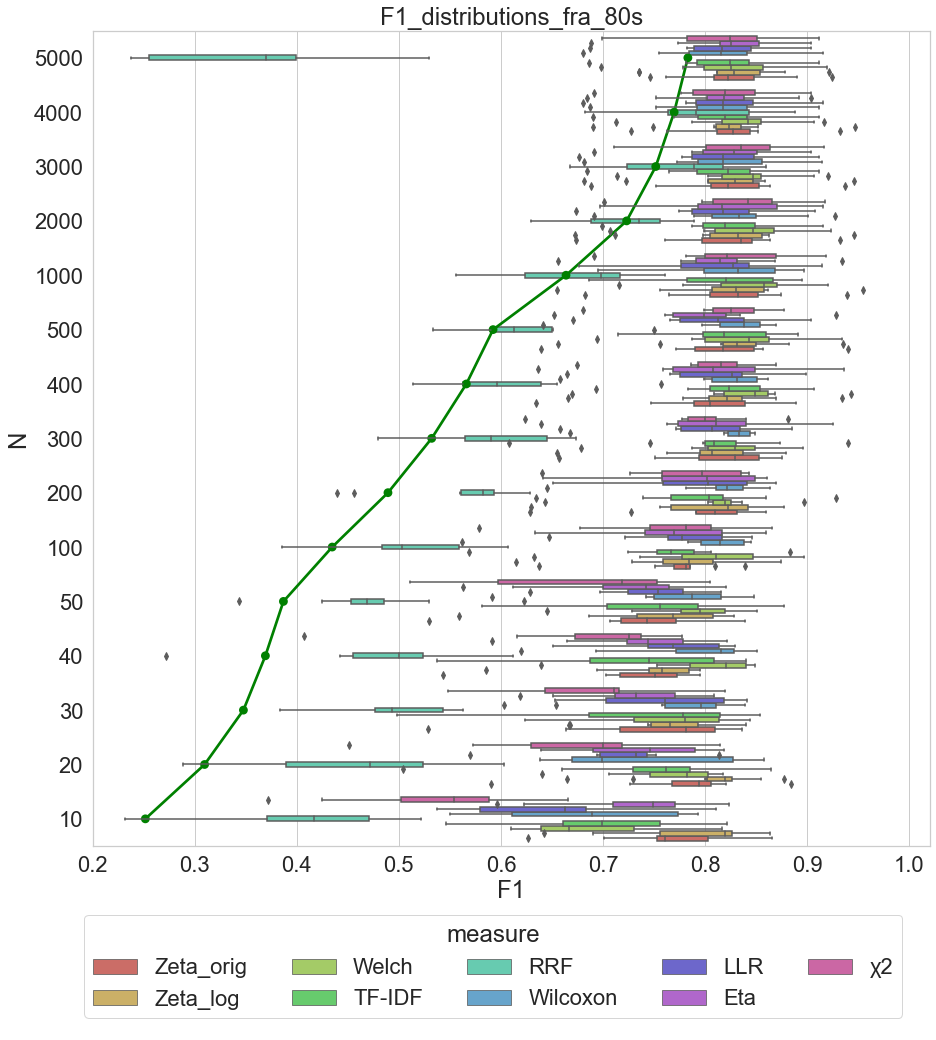 F1_distributions_fra_80s
5000
4000
3000
2000
1000
500
400
300
200
100
50
40
30
20
10
N
0.2 0.3 0.4 0.5 0.6 0.7 0.8 0.9 1.0
F1
measure
Zeta_orig Welch RRF LLR χ2
Zeta_log TF-IDF Wilcoxon Eta